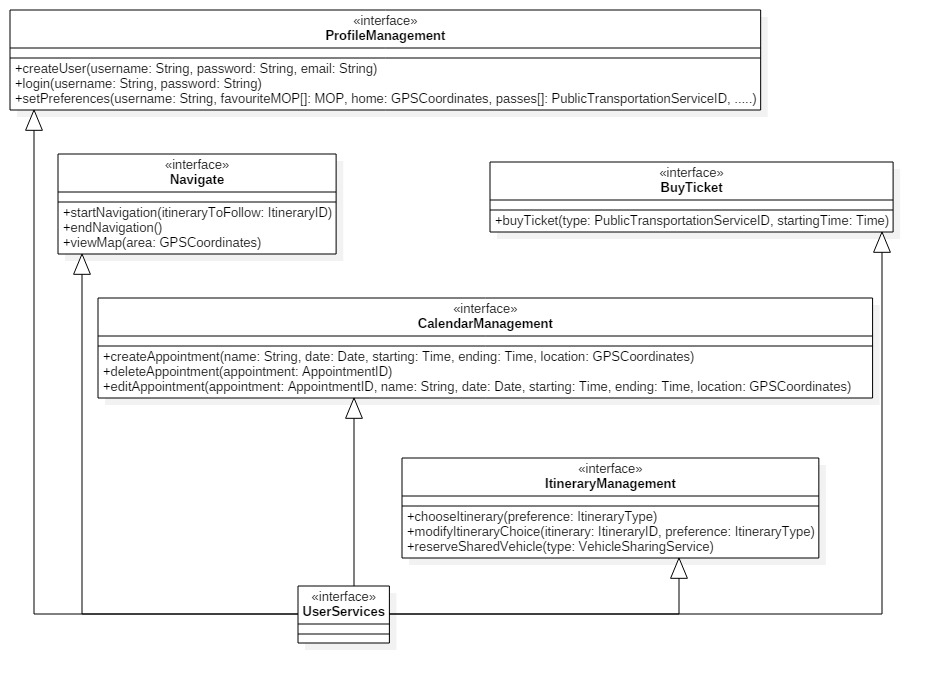 «interface»
ProfileManagement
+createUser(username: String, password: String, email: String)
+login(username: String, password: String)
+setPreferences(username: String, favouriteMOP[]: MOP, home: GPSCoordinates, passes[]: PublicTransportationServiceID, .....)
«interface»
Navigate
+startNavigation(itineraryToFollow: ItineraryID)
+endNavigation()
+viewMap(area: GPSCoordinates)
«interface»
BuyTicket
+buyTicket(type: PublicTransportationServiceID, startingTime: Time)
«interface»
CalendarManagement
+createAppointment(name: String, date: Date, starting: Time, ending: Time, location: GPSCoordinates)
+deleteAppointment(appointment: AppointmentID)
+editAppointment(appointment: AppointmentID, name: String, date: Date, starting: Time, ending: Time, location: GPSCoordinates)
«interface»
ItineraryManagement
+chooseItinerary(preference: ItineraryType)
+modifyItineraryChoice(itinerary: ItineraryID, preference: ItineraryType)
+reserveSharedVehicle(type: VehicleSharingService)
«interface»
UserServices